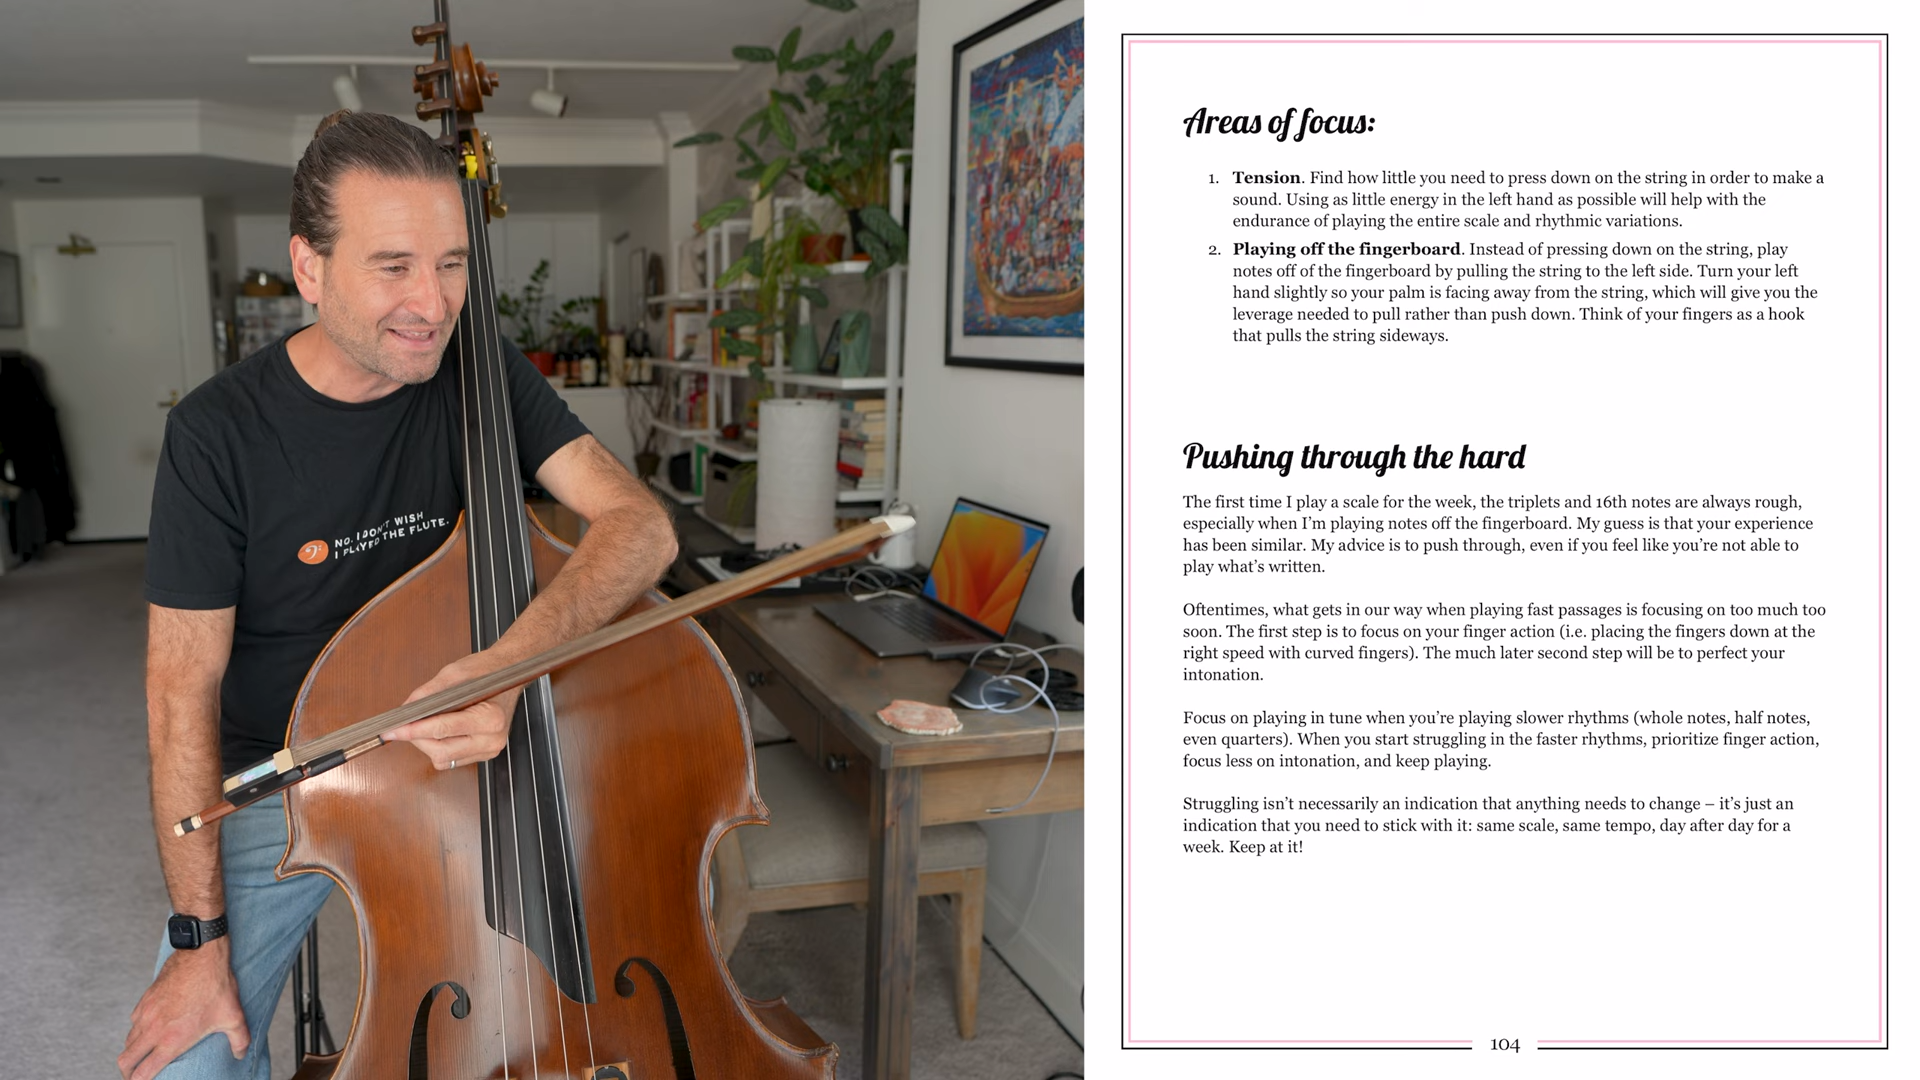 NO. I DON'T WISH
I PLAYED THE FLUTE.
Areas of focus:
1. Tension. Find how little you need to press down on the string in order to make a
sound. Using as little energy in the left hand as possible will help with the
endurance of playing the entire scale and rhythmic variations.
2. Playing off the fingerboard. Instead of pressing down on the string, play
notes off of the fingerboard by pulling the string to the left side. Turn your left
hand slightly so your palm is facing away from the string, which will give you the
leverage needed to pull rather than push down. Think of your fingers as a hook
that pulls the string sideways.
Pushing through the hard
The first time I play a scale for the week, the triplets and 16th notes are always rough,
especially when I’m playing notes off the fingerboard. My guess is that your experience
has been similar. My advice is to push through, even if you feel like you’re not able to
play what’s written.
Oftentimes, what gets in our way when playing fast passages is focusing on too much too
soon. The first step is to focus on your finger action (i.e. placing the fingers down at the
right speed with curved fingers). The much later second step will be to perfect your
intonation.
Focus on playing in tune when you’re playing slower rhythms (whole notes, half notes,
even quarters). When you start struggling in the faster rhythms, prioritize finger action,
focus less on intonation, and keep playing.
Struggling isn’t necessarily an indication that anything needs to change – it’s just an
indication that you need to stick with it: same scale, same tempo, day after day for a
week. Keep at it!
104